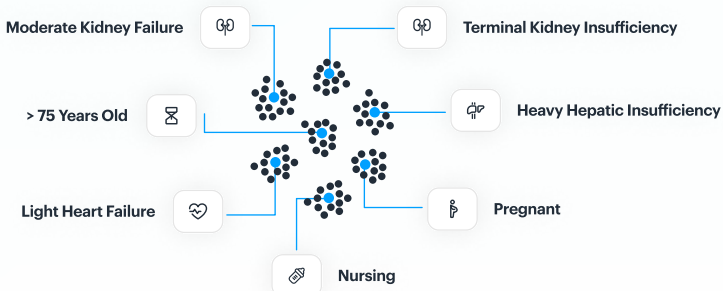 Moderate Kidney Failure
Terminal Kidney Insufficiency
> 75 Years Old
Heavy Hepatic Insufficiency
Light Heart Failure
Pregnant
Nursing